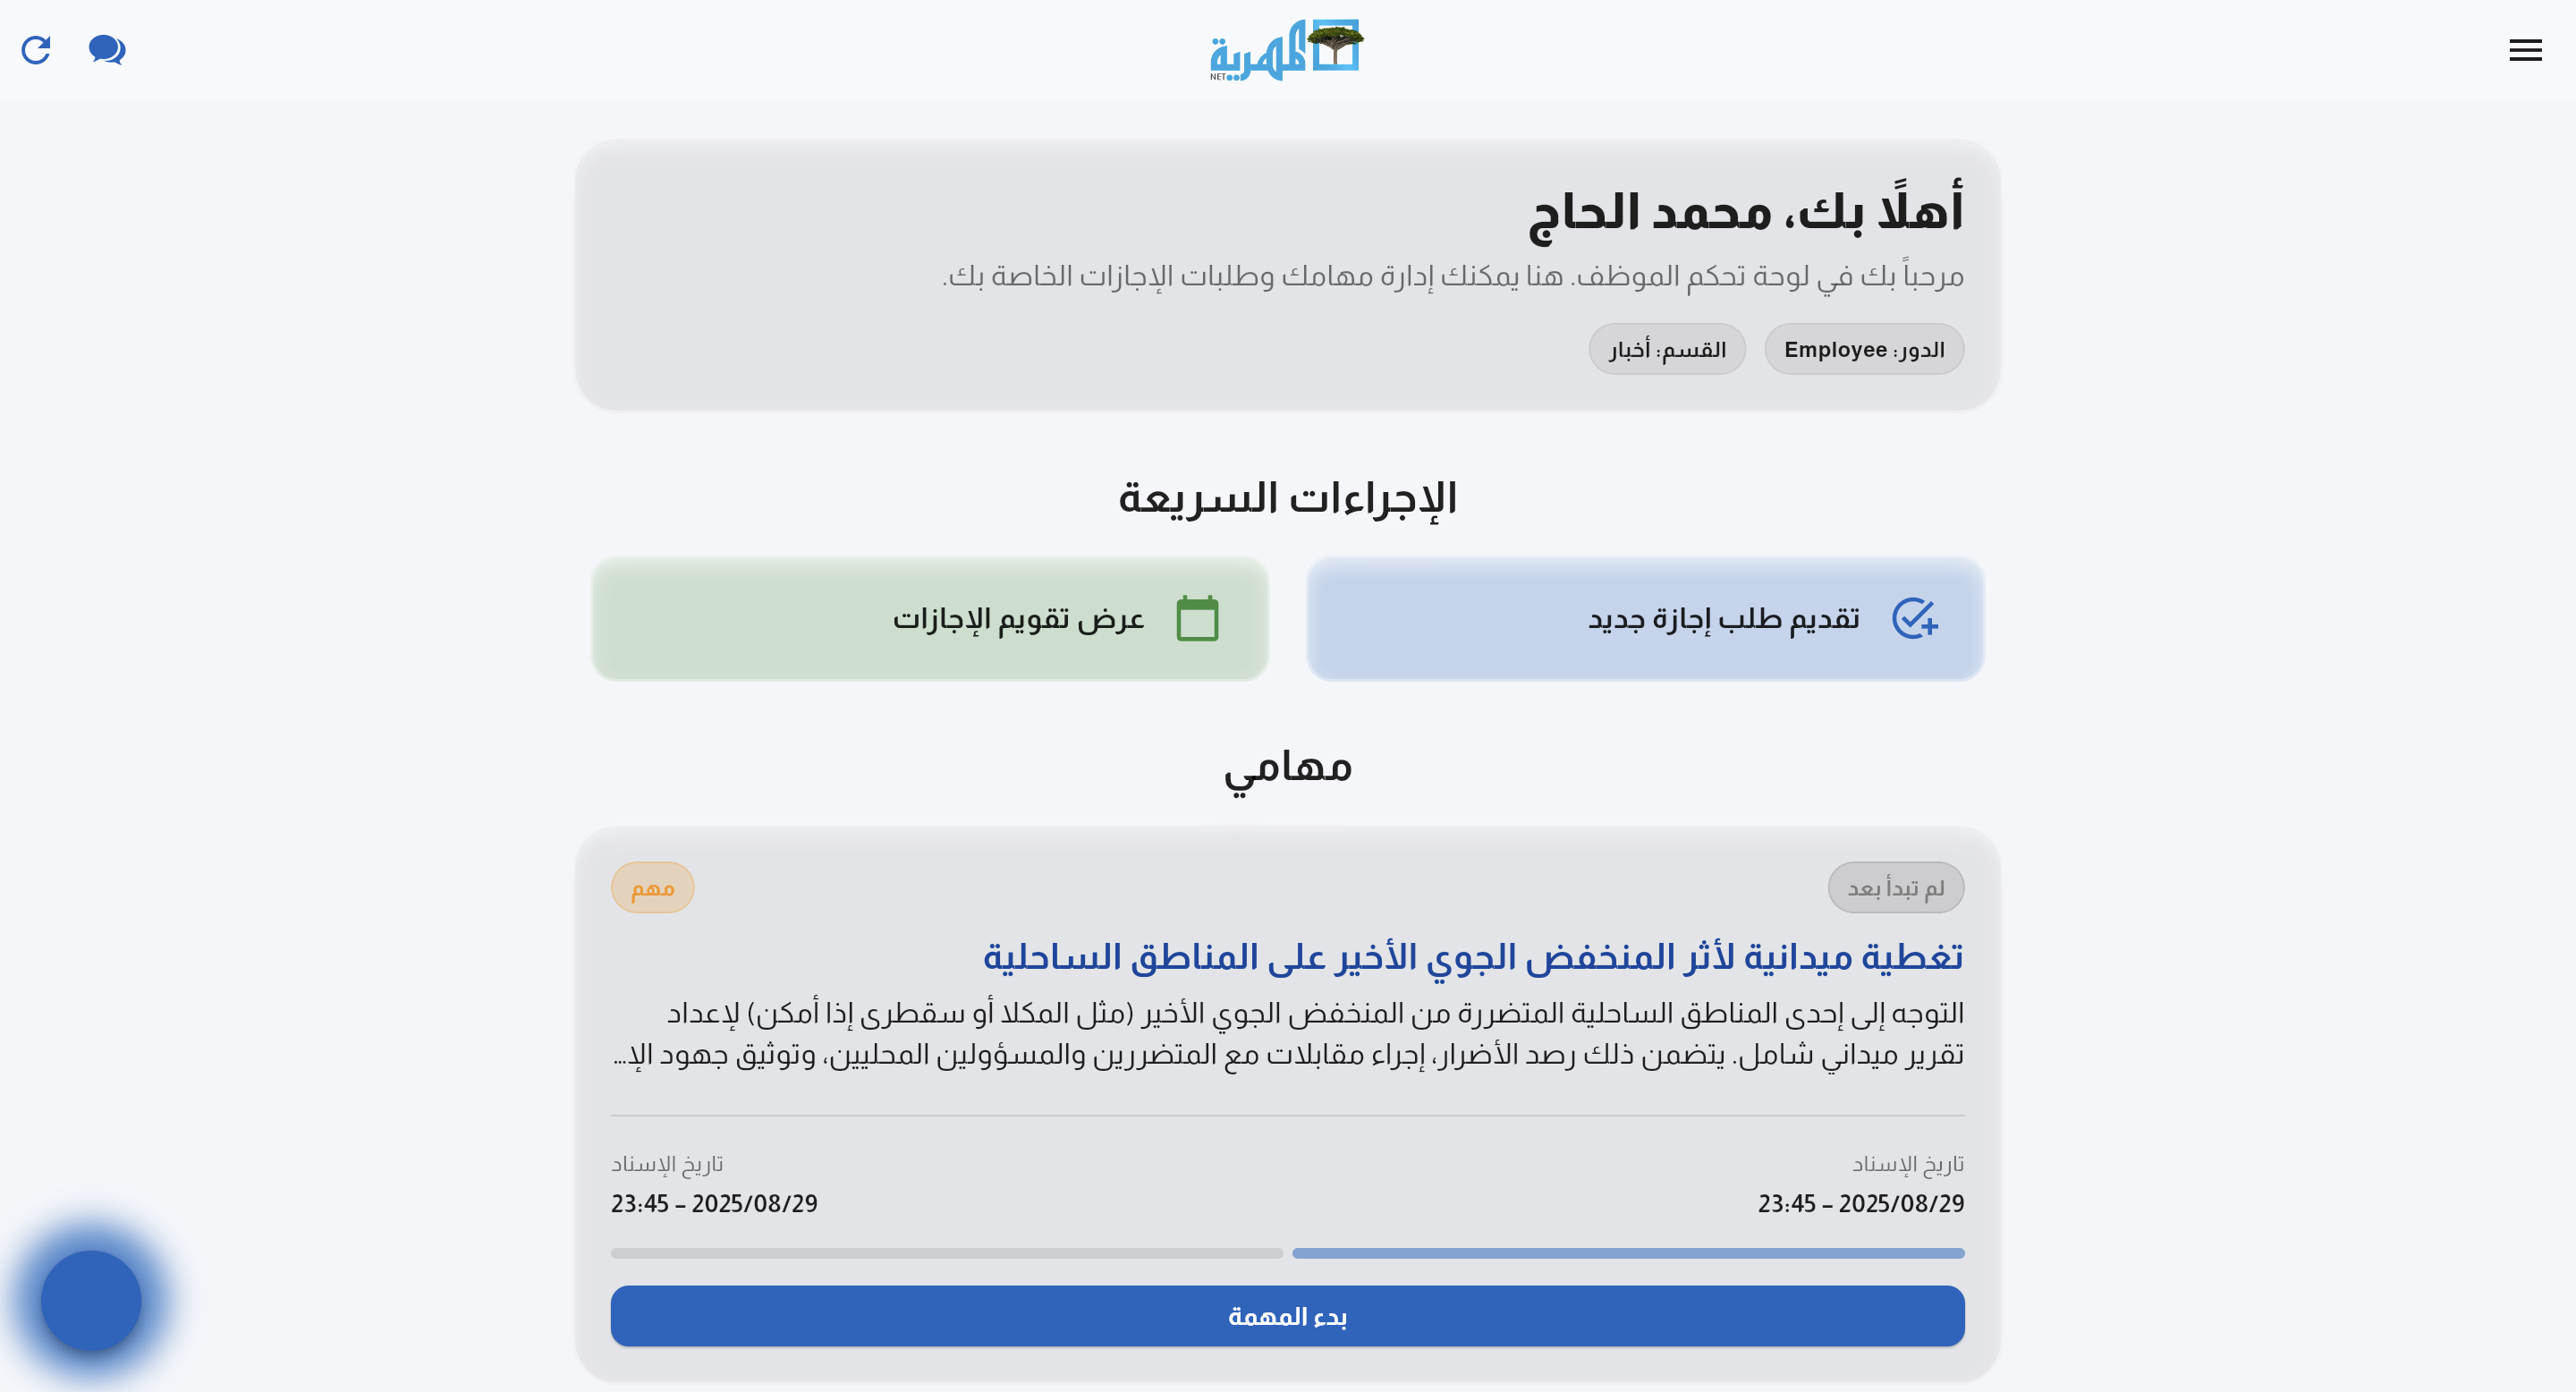 المهرية
NET
أهلًا بك، محمد الحاج
مرحباً بك في لوحة تحكم الموظف. هنا يمكنك إدارة مهامك وطلبات الإجازات الخاصة بك.
الدور: Employee
القسم: أخبار
الإجراءات السريعة
تقديم طلب إجازة جديد
عرض تقويم الإجازات
مهامي
لم تبدأ بعد
مهم
تغطية ميدانية لأثر المنخفض الجوي الأخير على المناطق الساحلية
التوجه إلى إحدى المناطق الساحلية المتضررة من المنخفض الجوي الأخير (مثل المكلا أو سقطرى إذا أمكن) لإعداد
تقرير ميداني شامل. يتضمن ذلك رصد الأضرار، إجراء مقابلات مع المتضررين والمسؤولين المحليين، وتوثيق جهود الإ...
تاريخ الإسناد
23:45 – 2025/08/29
تاريخ الإسناد
23:45 – 2025/08/29
بدء المهمة